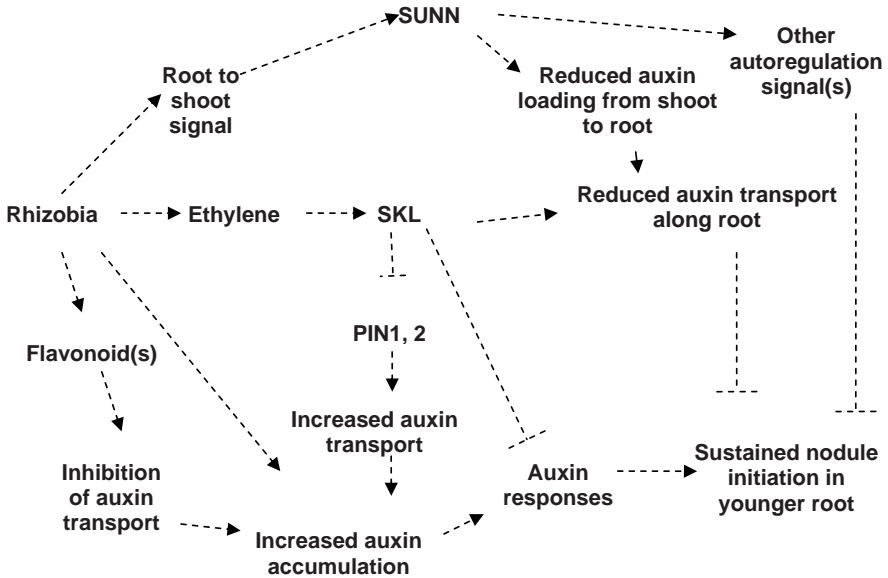 SUNN
Other
autoregulation
signal(s)
Root to
shoot
signal
Reduced auxin
loading from shoot
to root
Rhizobia
Ethylene
SKL
Reduced auxin transport
along root
PIN1, 2
Flavonoid(s)
Increased auxin
transport
Inhibition
of auxin
transport
Auxin
responses
Sustained nodule
initiation in
younger root
Increased auxin
accumulation